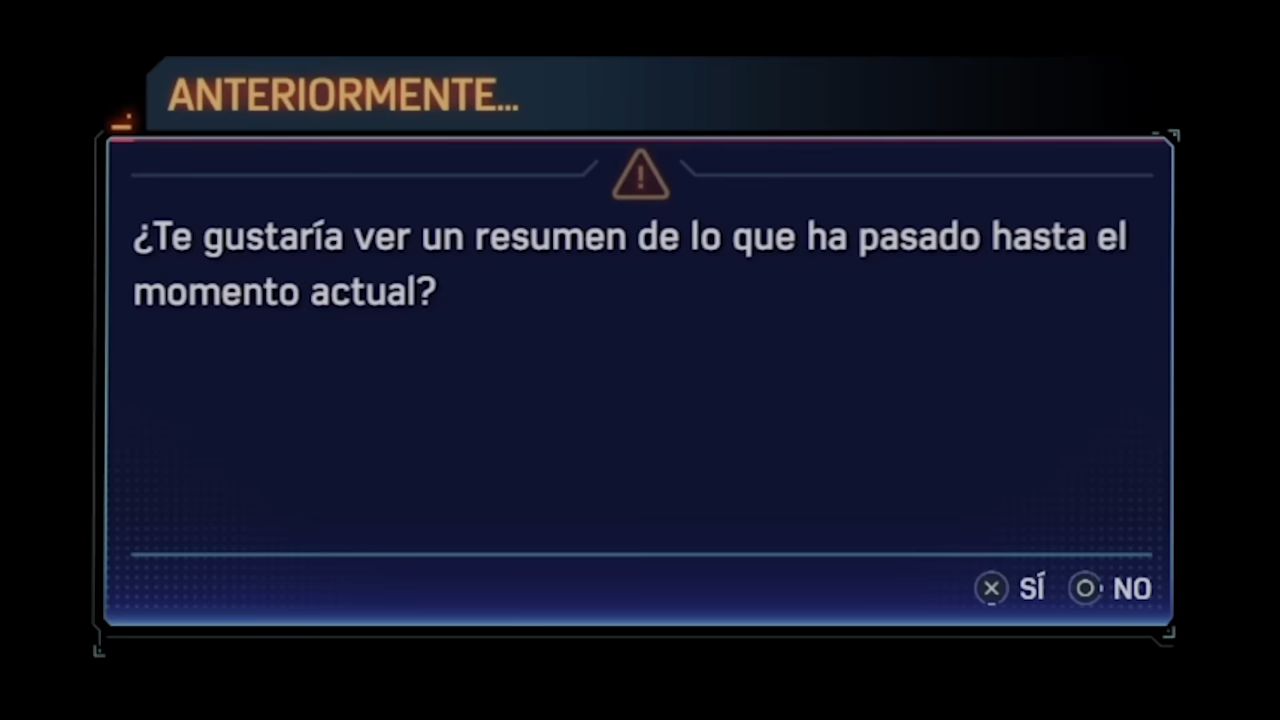 ANTERIORMENTE...
¿Te gustaría ver un resumen de lo que ha pasado hasta el
momento actual?
SÍ NO